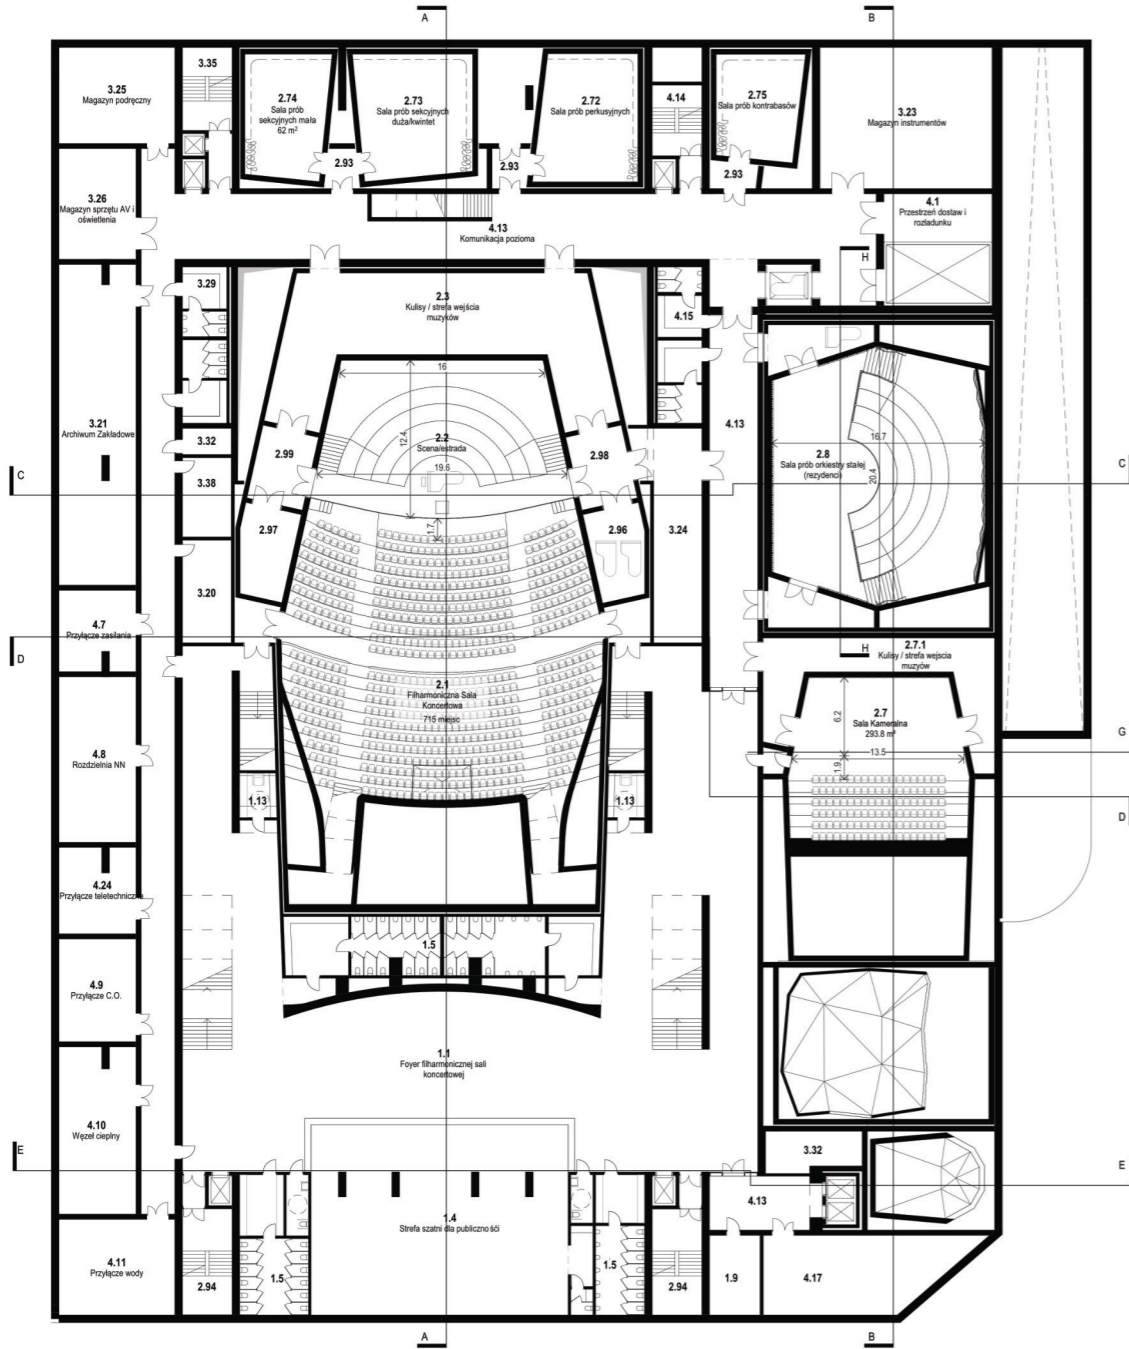 A
B
3.25
Magazyn podręczny
3.35
2.74
Sala prób
sekcyjnych mała
62 m²
2.73
Sala prób sekcyjnych
duża/kwintet
2.72
Sala prób perkusyjnych
4.14
2.75
Sala prób kontrabasów
3.23
Magazyn instrumentów
2.93
2.93
2.93
3.26
Magazyn sprzętu AV i
oświetlenia
4.1
Przestrzeń dostaw i
rozładunku
4.13
Komunikacja pozioma
H
3.29
2.3
Kulisy / strefa wejścia
muzyków
4.15
16
12.4
3.21
Archiwum Zakładowe
3.32
2.99
2.2
Scena/estrada
2.98
4.13
16.7
2.8
Sala prób orkiestry stałej
(rezydenci)
20.4
C
C
3.38
19.6
2.97
1.7
2.96
3.24
3.20
4.7
Przyłącze zasilania
D
H
2.7.1
Kulisy / strefa wejscia
muzyów
2.1
Filharmoniczna Sala
Koncertowa
715 miejsc
6.2
2.7
Sala Kameralna
293.8 m²
G
4.8
Rozdzielnia NN
13.5
1.9
1.13
1.13
D
4.24
Przyłącze teletechniczne
1.5
4.9
Przyłącze C.O.
1.1
Foyer filharmonicznej sali
koncertowej
4.10
Węzeł cieplny
E
3.32
E
4.13
4.11
Przyłącze wody
2.94
1.5
1.4
Strefa szatni dla publiczno śći
1.5
2.94
1.9
4.17
A
B